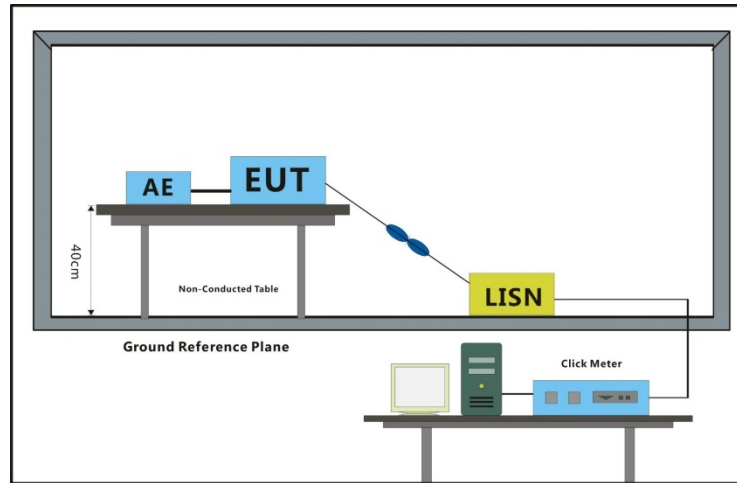 AE
EUT
40cm
Non-Conducted Table
LISN
Ground Reference Plane
Click Meter